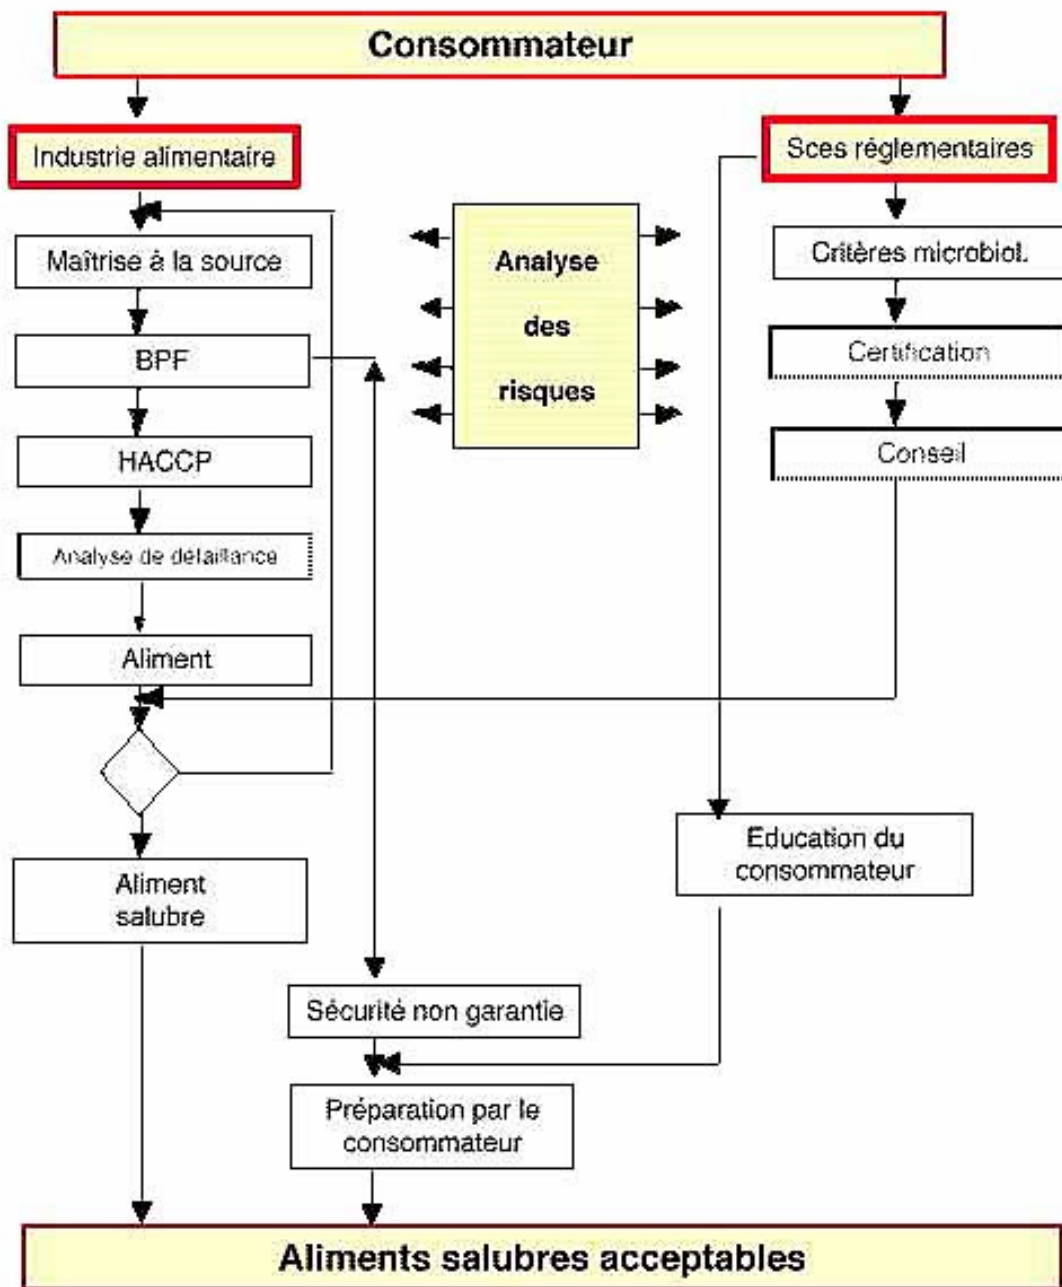 Consommateur
Industrie alimentaire
Sces réglementaires
Maîtrise à la source
BPF
HACCP
Analyse de défaillance
Aliment
Aliment
salubre
Analyse
des
risques
Critères microbiol.
Certification
Conseil
Education du
consommateur
Sécurité non garantie
Préparation par le
consommateur
Aliments salubres acceptables